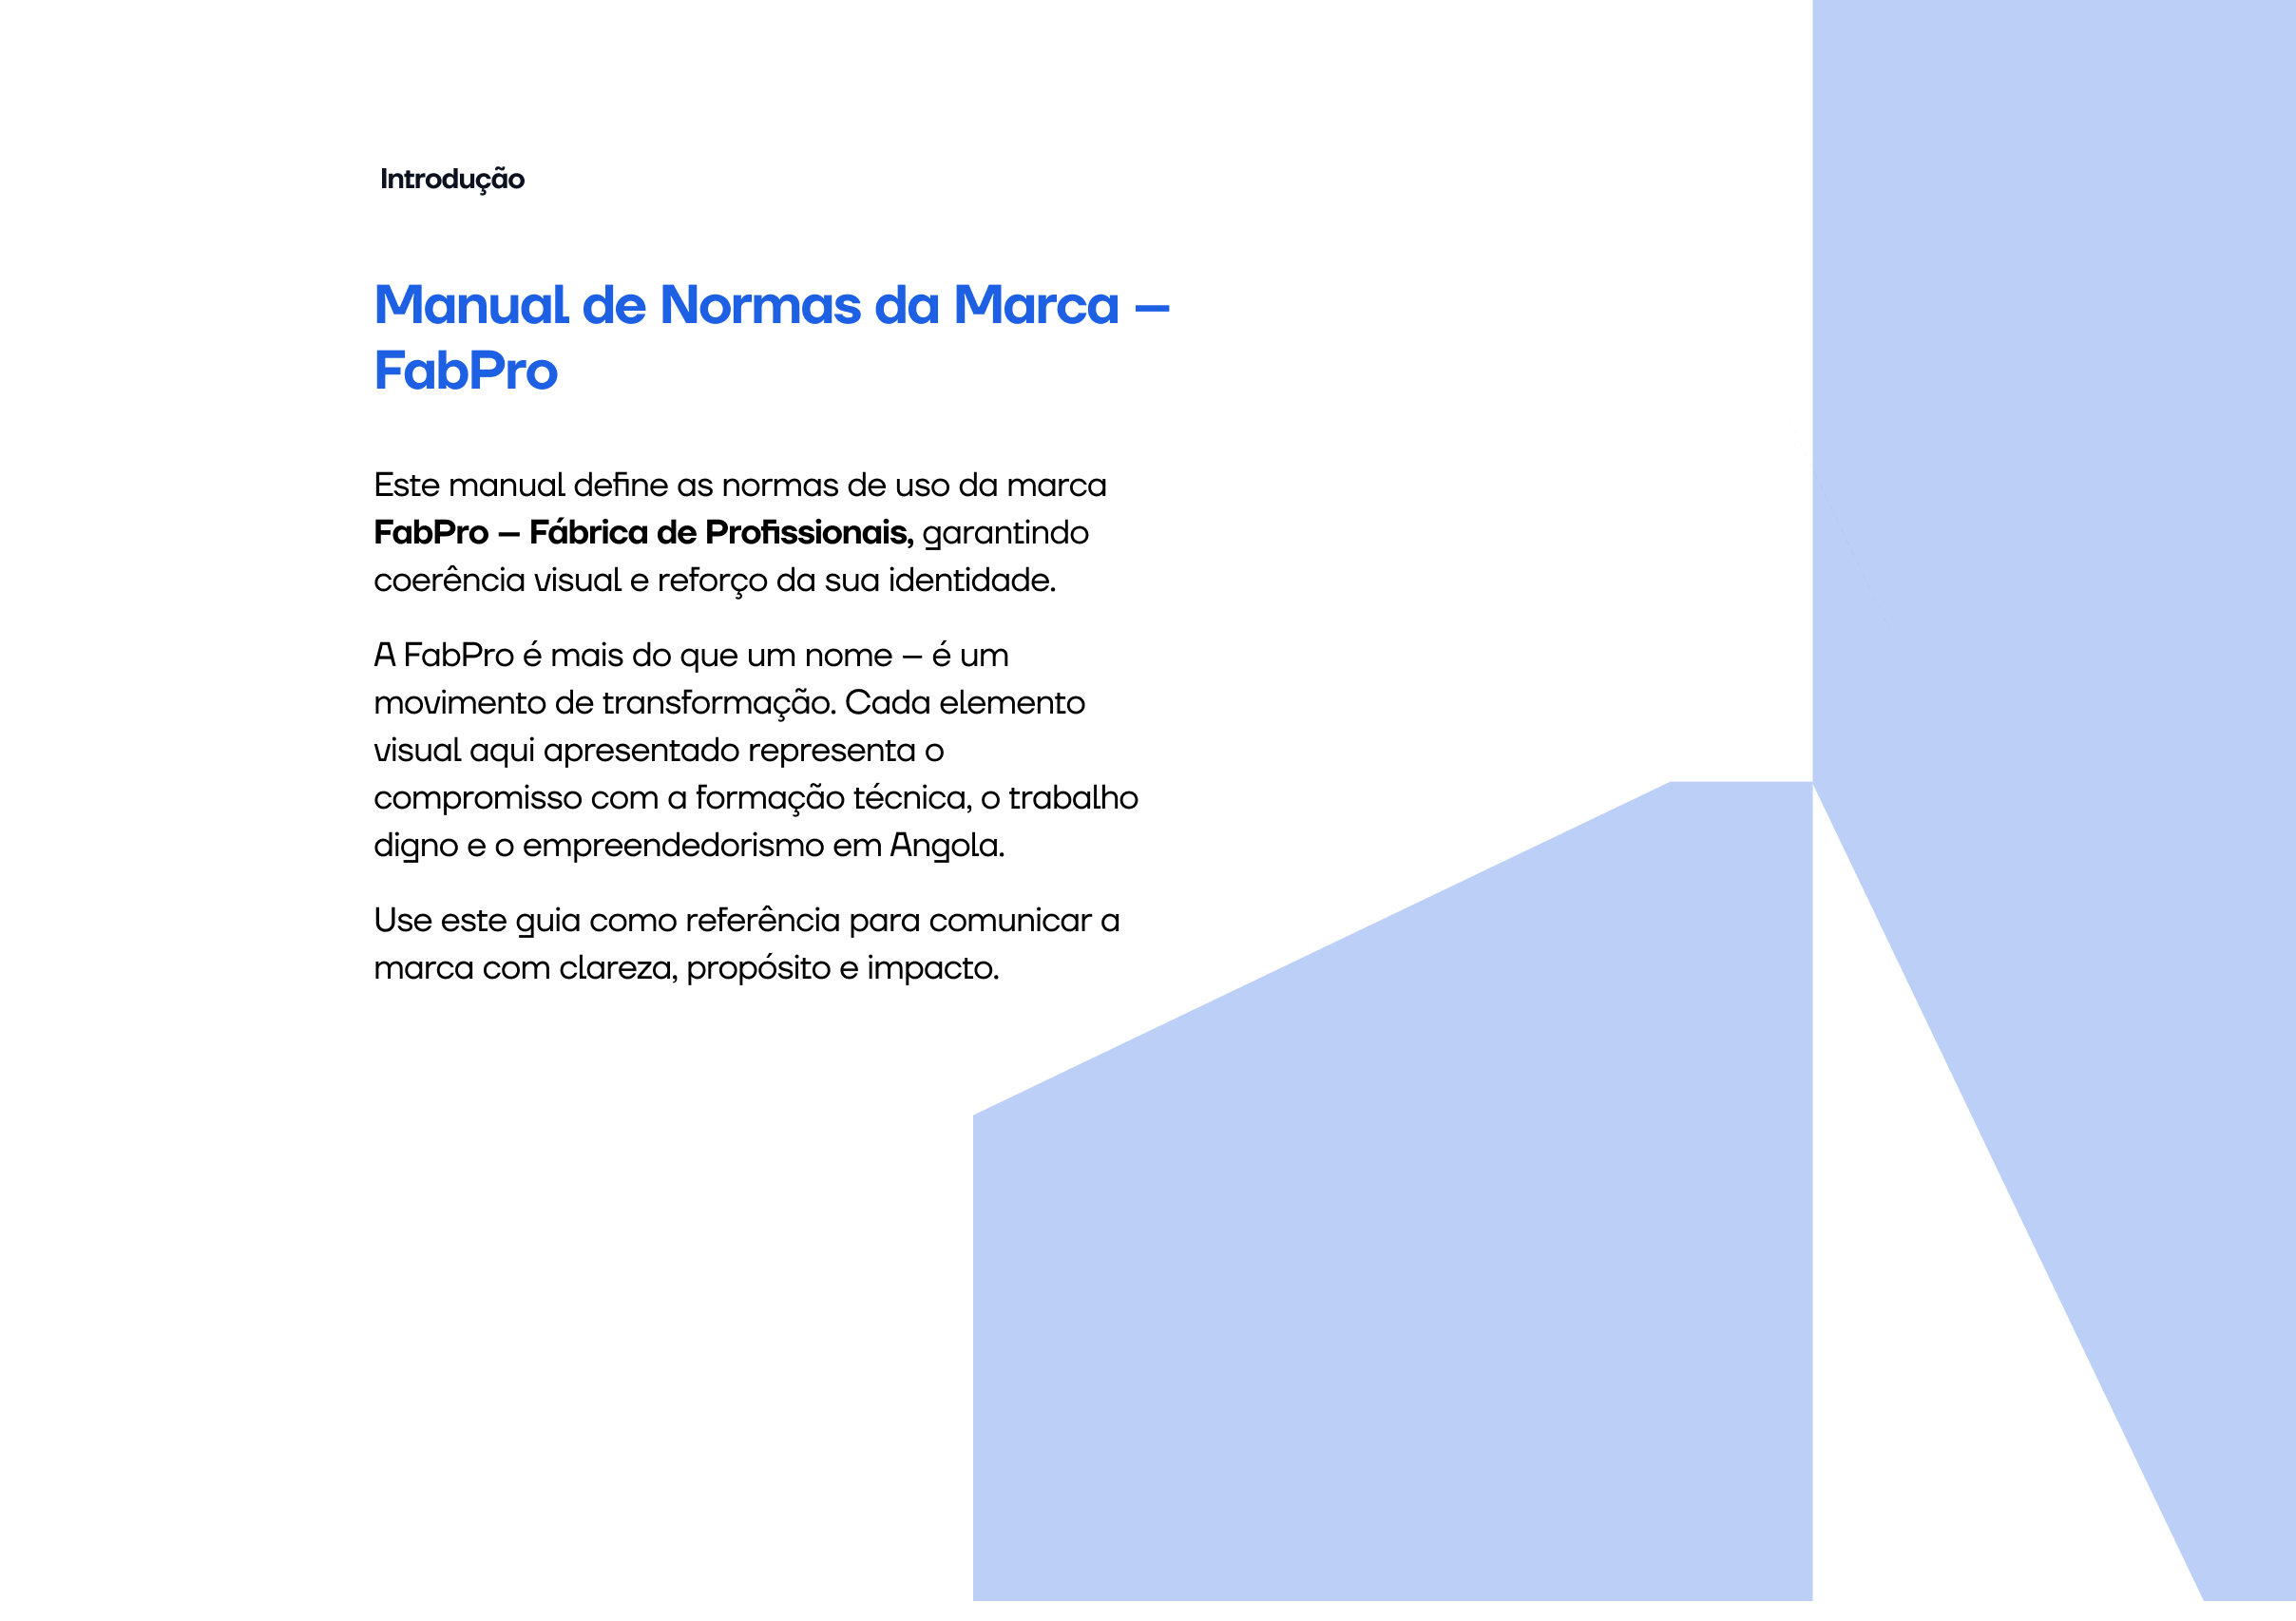 Introdução
Manual de Normas da Marca –
FabPro
Este manual define as normas de uso da marca
FabPro – Fábrica de Profissionais, garantindo
coerência visual e reforço da sua identidade.
A FabPro é mais do que um nome – é um
movimento de transformação. Cada elemento
visual aqui apresentado representa o
compromisso com a formação técnica, o trabalho
digno e o empreendedorismo em Angola.
Use este guia como referência para comunicar a
marca com clareza, propósito e impacto.